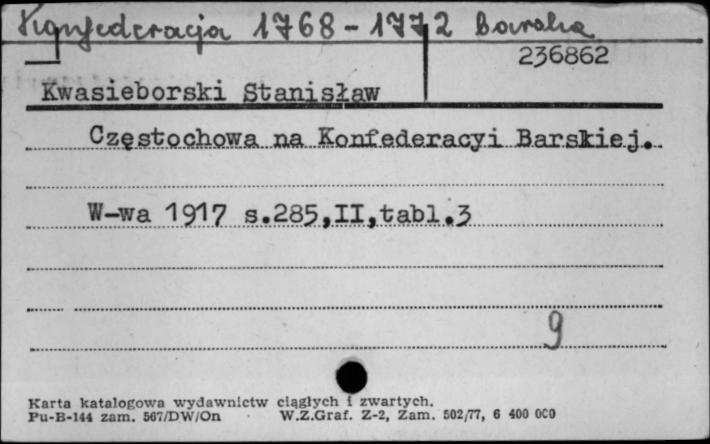 Konfederacja 1768-1772 Barska
236862
Kwasieborski Stanisław
Częstochowa na Konfederacyi Barskiej.
W-wa 1917 s.285,II,tabl.3
9
Karta katalogowa wydawnictw ciągłych i zwartych.
Pu-B-144 zam. 567/DW/On W.Z.Graf. Z-2, Zam. 502/77, 6 400 000